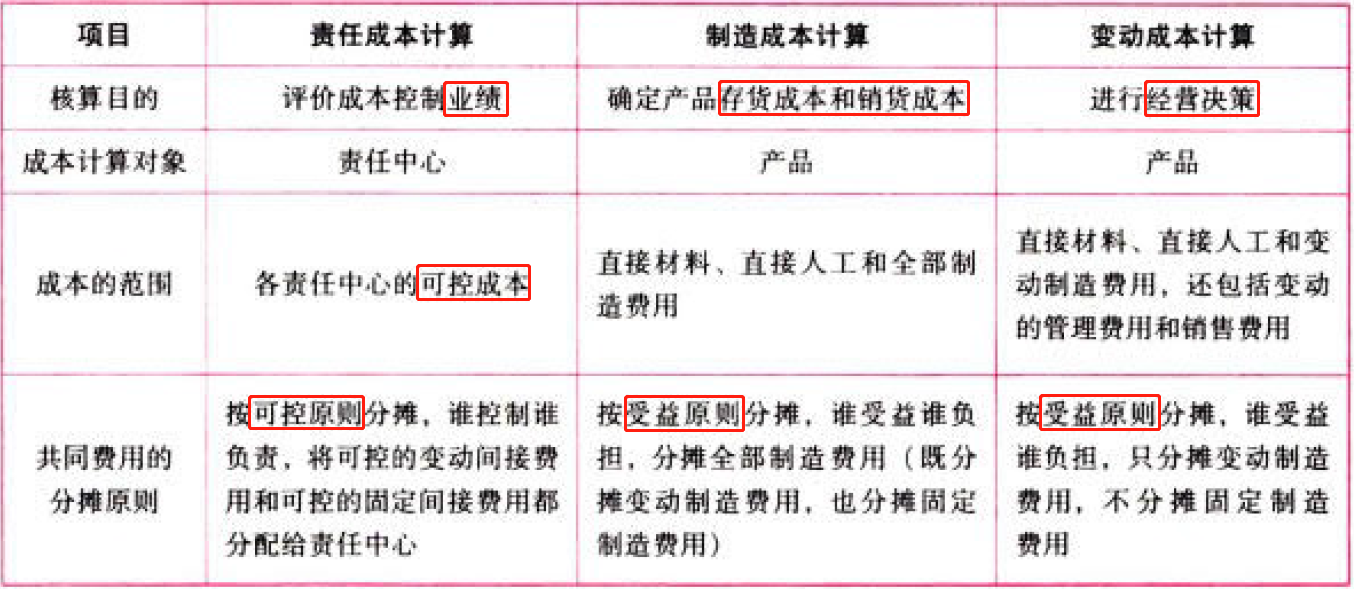 项目
责任成本计算
制造成本计算
变动成本计算
核算目的
评价成本控制业绩
确定产品存货成本和销货成本
进行经营决策
成本计算对象
责任中心
产品
产品
成本的范围
各责任中心的可控成本
直接材料、直接人工和全部制
造费用
直接材料、直接人工和变
动制造费用，还包括变动
的管理费用和销售费用
共同费用的
分摊原则
按可控原则分摊，谁控制谁
负责，将可控的变动间接费
用和可控的固定间接费用都
分配给责任中心
按受益原则分摊，谁受益谁负
担，分摊全部制造费用（既分
摊变动制造费用，也分摊固定
制造费用）
按受益原则分摊，谁受益
谁负担，只分摊变动制造
费用，不分摊固定制造
费用